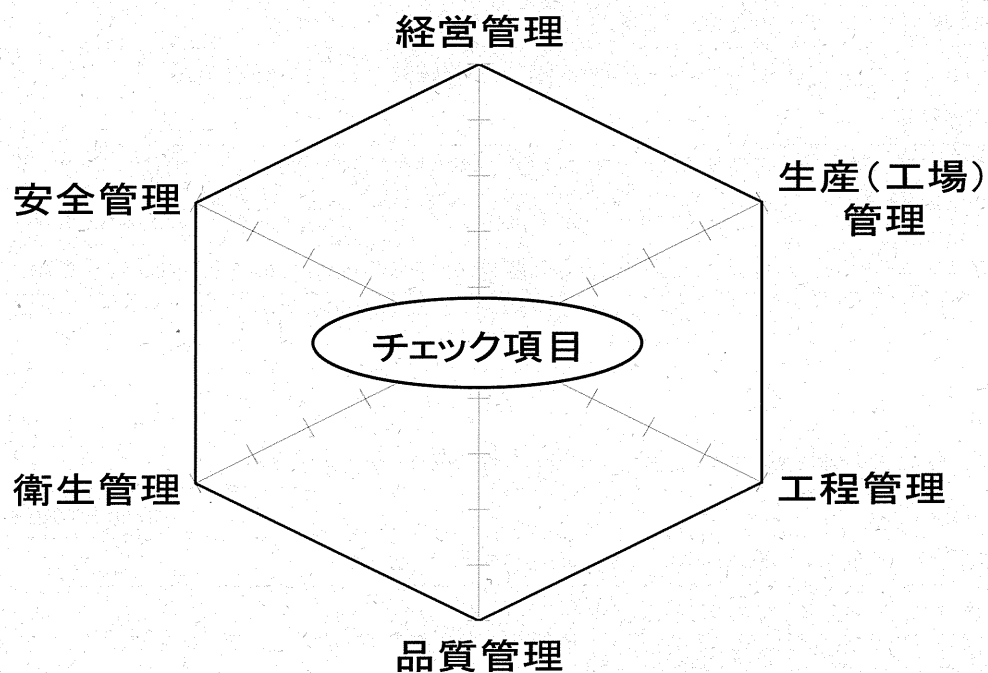 経営管理
生産(工場)
管理
安全管理
チェック項目
衛生管理
工程管理
品質管理